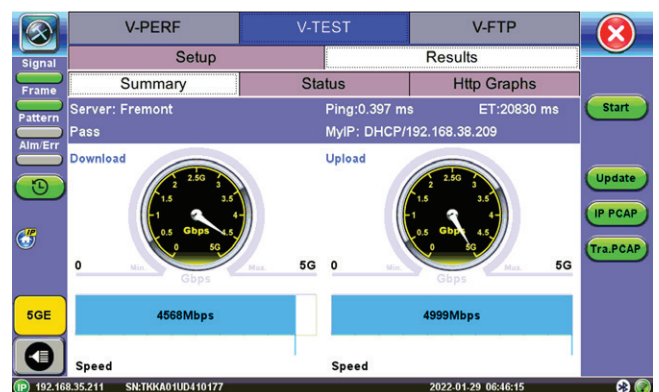 V-PERF V-TEST V-FTP
Setup Results
Summary Status Http Graphs
Signal
Frame
Pattern
Alm/Err
5GE
Server: Fremont Ping:0.397 ms ET:20830 ms
Pass MyIP: DHCP/192.168.38.209
Download Upload
2 2.5G 3
1.5 3.5
1 4
0.5 Gbps 4.5
0 5G
2 2.5G 3
1.5 3.5
1 4
0.5 Gbps 4.5
0 5G
0 Min. Max. 5G 0 Min. Max. 5G
Gbps Gbps
4568Mbps 4999Mbps
Speed Speed
Start
Update
IP PCAP
Tra.PCAP
IP
IP 192.168.35.211 SN:TKKA01UD410177 2022-01-29 06:46:15